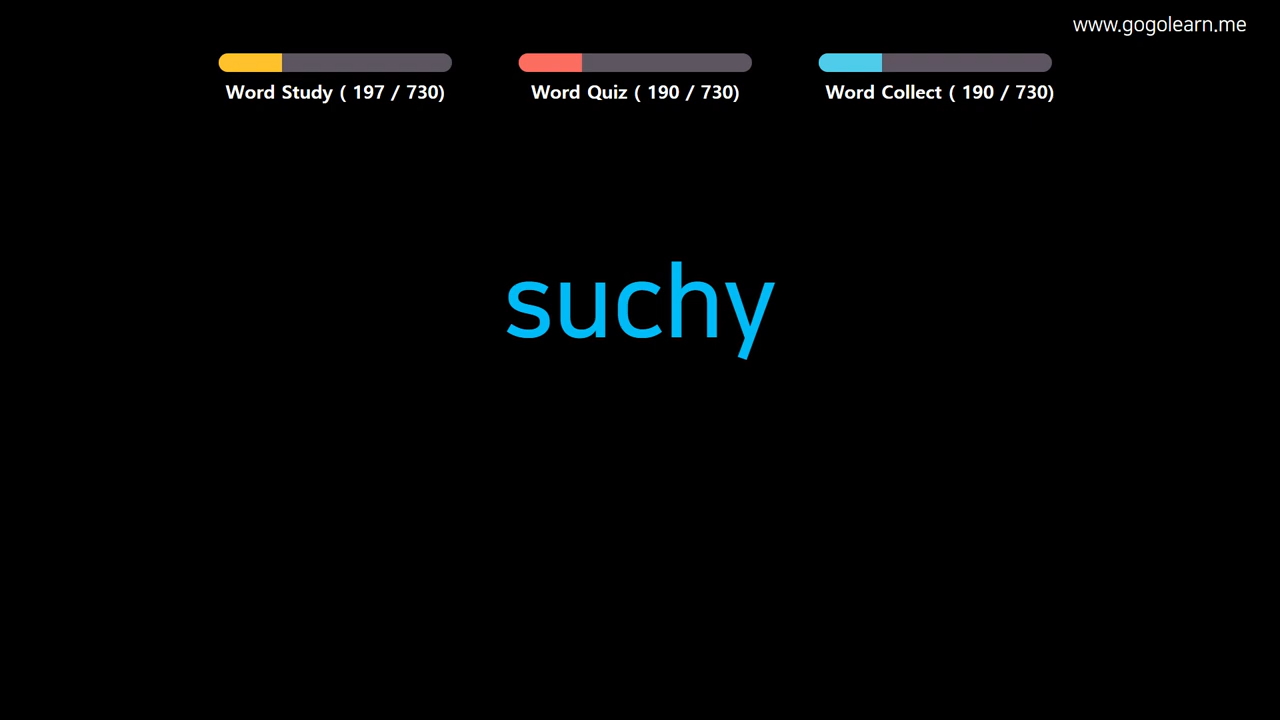 www.gogolearn.me
Word Study ( 197 / 730)
Word Quiz ( 190 / 730)
Word Collect ( 190 / 730)
suchy